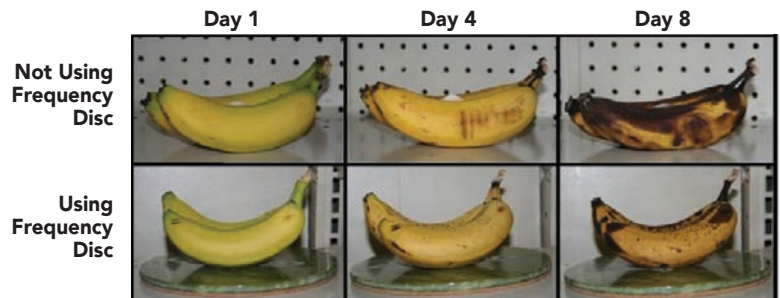 Day 1
Day 4
Day 8
Not Using
Frequency
Disc
Using
Frequency
Disc